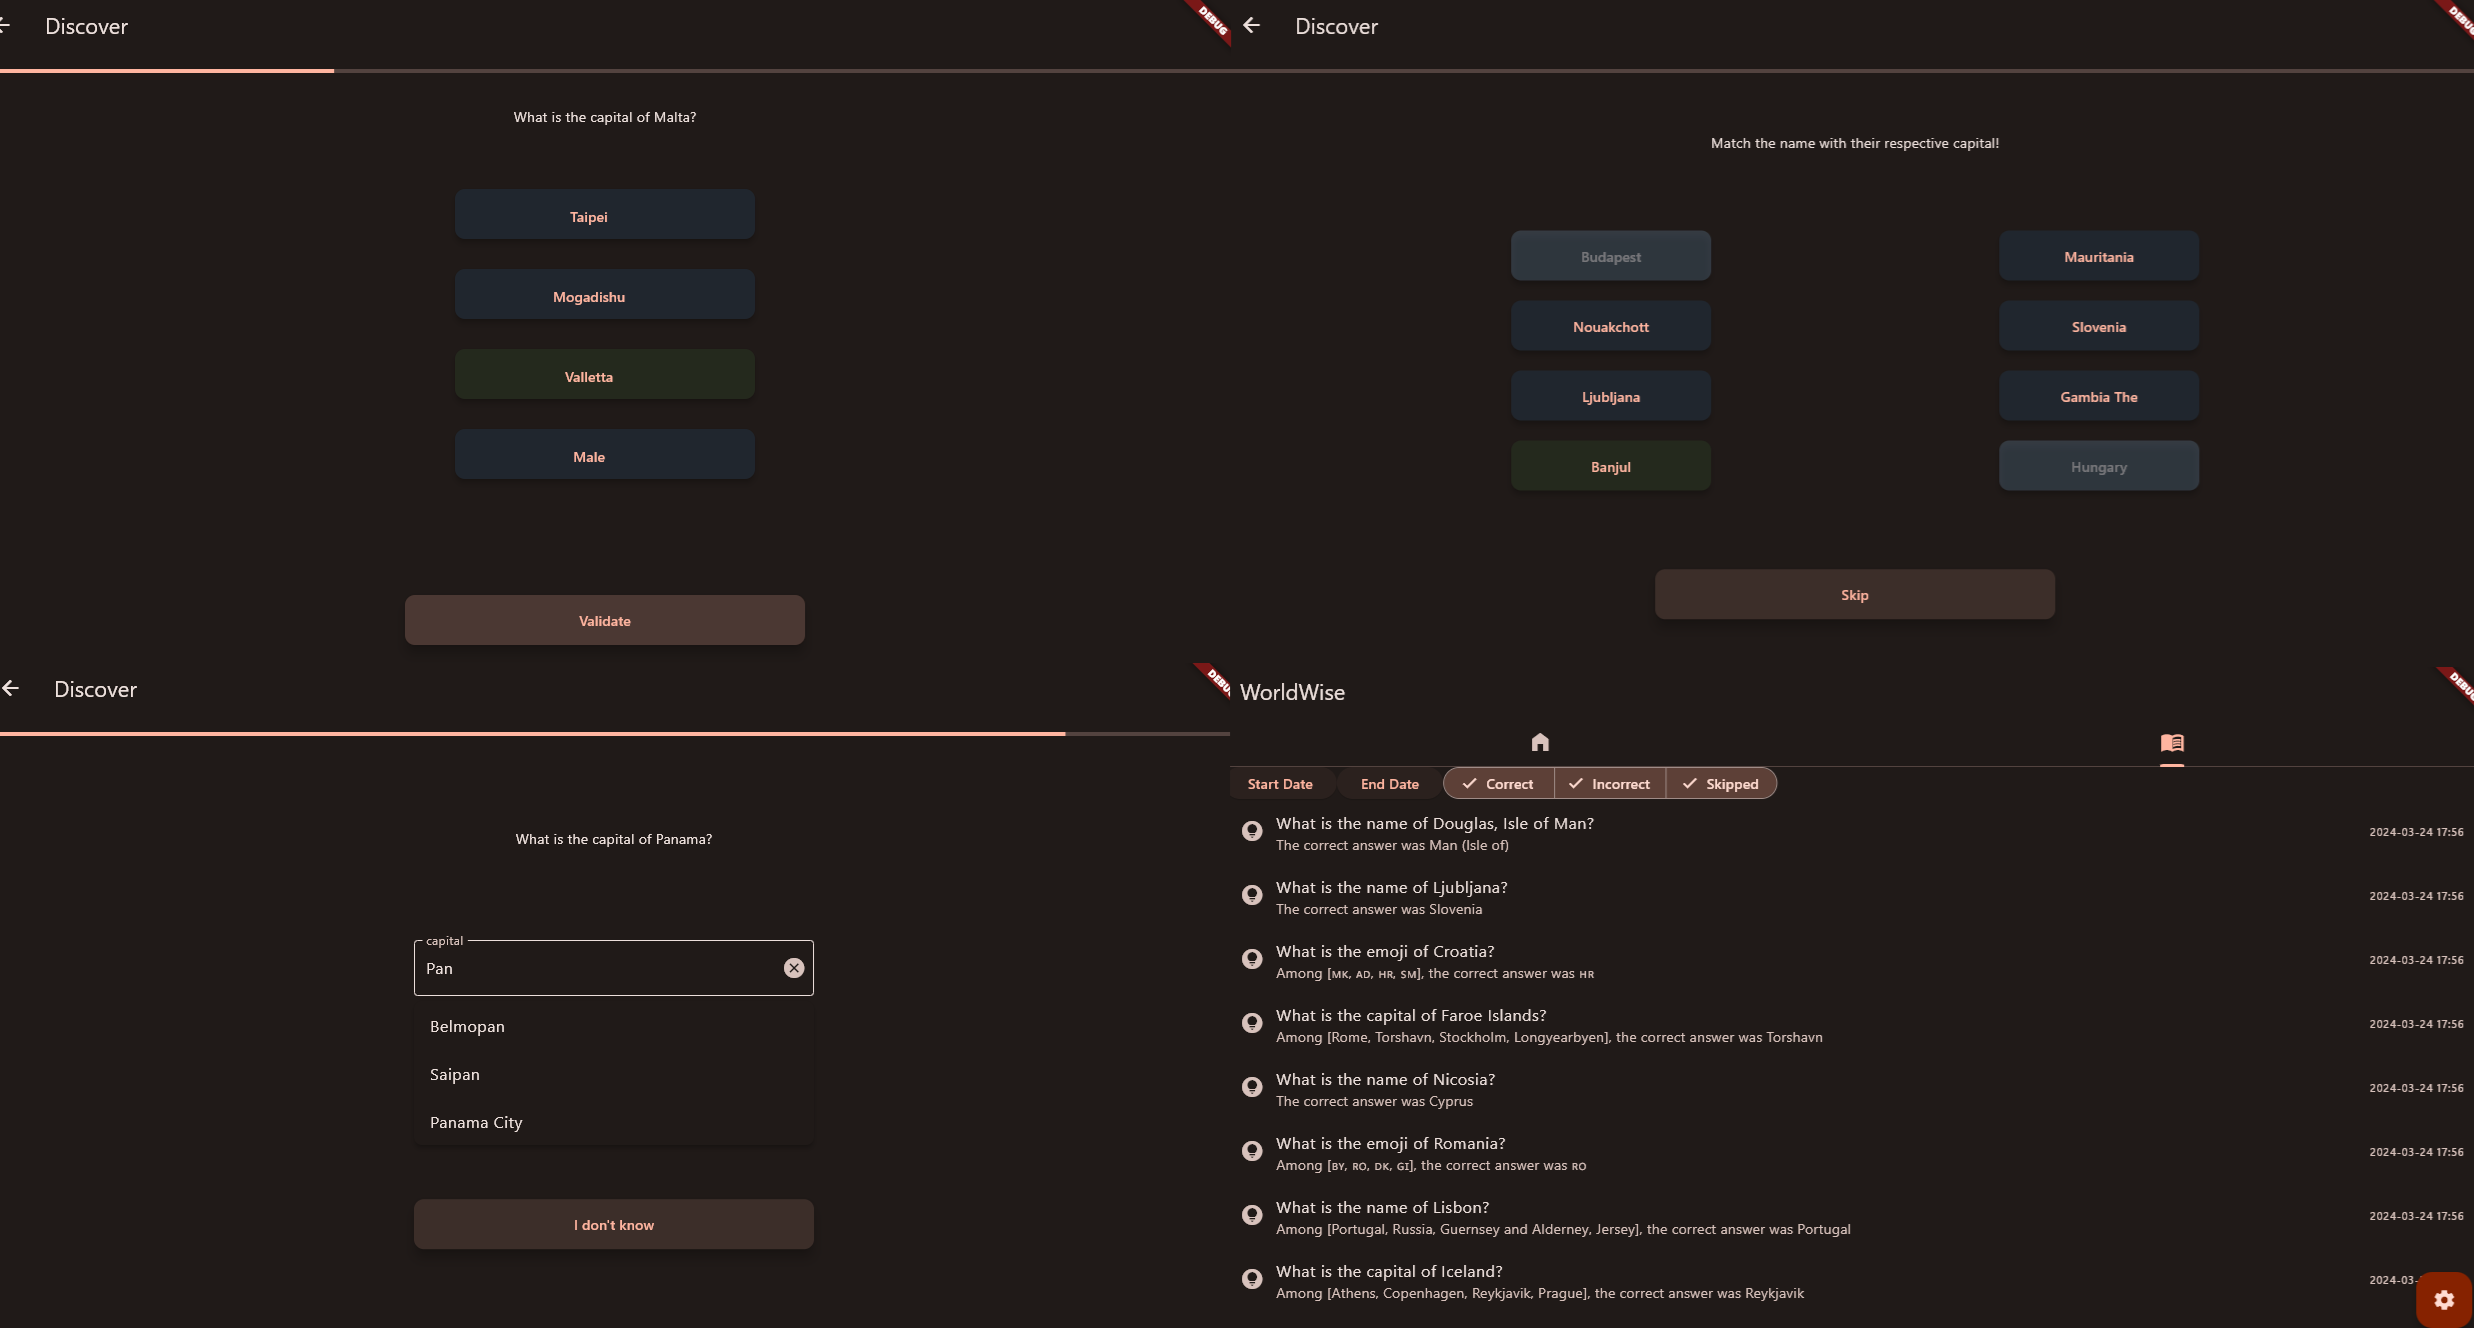 Discover
DEBUG
What is the capital of Malta?
Taipei
Mogadishu
Valletta
Male
Validate
Discover
DEBUG
Match the name with their respective capital!
Budapest
Mauritania
Nouakchott
Slovenia
Ljubljana
Gambia The
Banjul
Hungary
Skip
Discover
DEBUG
What is the capital of Panama?
capital
Pan
Belmopan
Saipan
Panama City
I don't know
WorldWise
DEBUG
Start Date End Date Correct Incorrect Skipped
What is the name of Douglas, Isle of Man?
The correct answer was Man (Isle of)
2024-03-24 17:56
What is the name of Ljubljana?
The correct answer was Slovenia
2024-03-24 17:56
What is the emoji of Croatia?
Among [MK, AD, HR, SM], the correct answer was HR
2024-03-24 17:56
What is the capital of Faroe Islands?
Among [Rome, Torshavn, Stockholm, Longyearbyen], the correct answer was Torshavn
2024-03-24 17:56
What is the name of Nicosia?
The correct answer was Cyprus
2024-03-24 17:56
What is the emoji of Romania?
Among [BY, RO, DK, GI], the correct answer was RO
2024-03-24 17:56
What is the name of Lisbon?
Among [Portugal, Russia, Guernsey and Alderney, Jersey], the correct answer was Portugal
2024-03-24 17:56
What is the capital of Iceland?
Among [Athens, Copenhagen, Reykjavik, Prague], the correct answer was Reykjavik
2024-03-